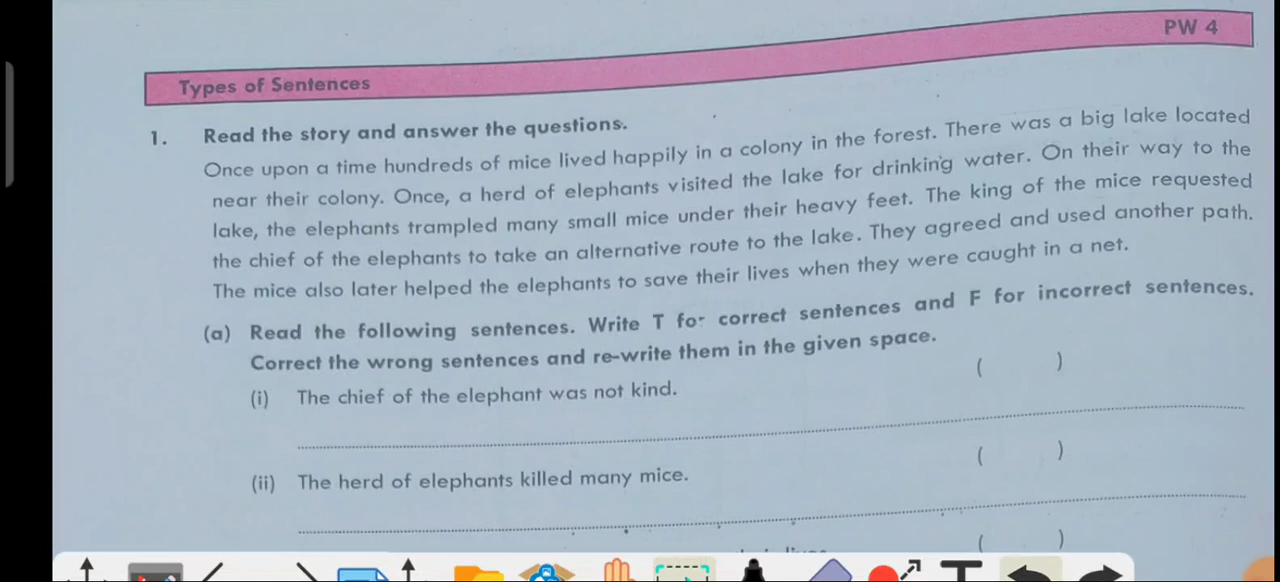 PW 4
Types of Sentences
1. Read the story and answer the questions.
Once upon a time hundreds of mice lived happily in a colony in the forest. There was a big lake located
near their colony. Once, a herd of elephants visited the lake for drinking water. On their way to the
lake, the elephants trampled many small mice under their heavy feet. The king of the mice requested
the chief of the elephants to take an alternative route to the lake. They agreed and used another path.
The mice also later helped the elephants to save their lives when they were caught in a net.
(a) Read the following sentences. Write T for correct sentences and F for incorrect sentences.
Correct the wrong sentences and re-write them in the given space.
(i) The chief of the elephant was not kind. ( )
(ii) The herd of elephants killed many mice. ( )
( )